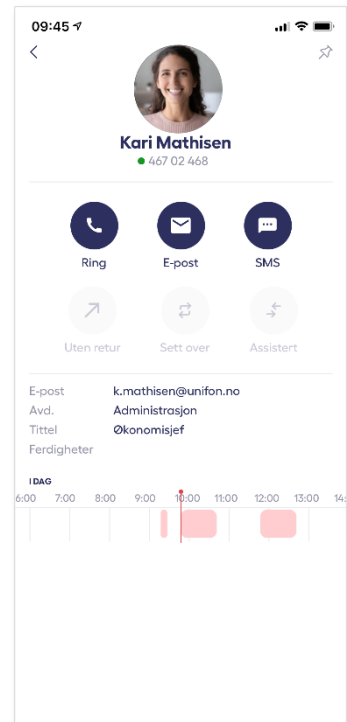 09:45
Kari Mathisen
467 02 468
Ring E-post SMS
Uten retur Sett over Assistert
E-post k.mathisen@unifon.no
Avd. Administrasjon
Tittel Økonomisjef
Ferdigheter
I DAG
6:00 7:00 8:00 9:00 10:00 11:00 12:00 13:00 14: